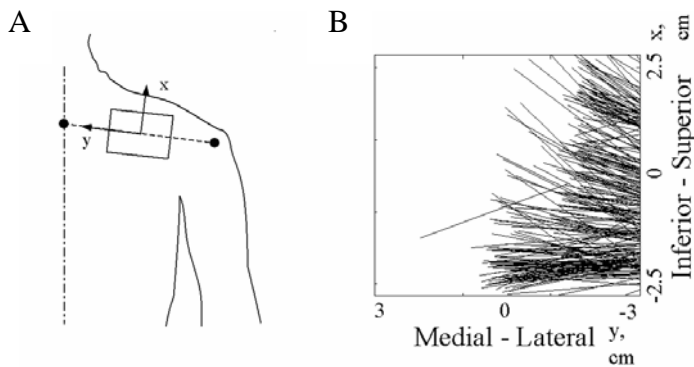 A
B
x
y
x,
cm
2.5
0
-2.5
Inferior - Superior
3
0
-3
Medial - Lateral
y,
cm